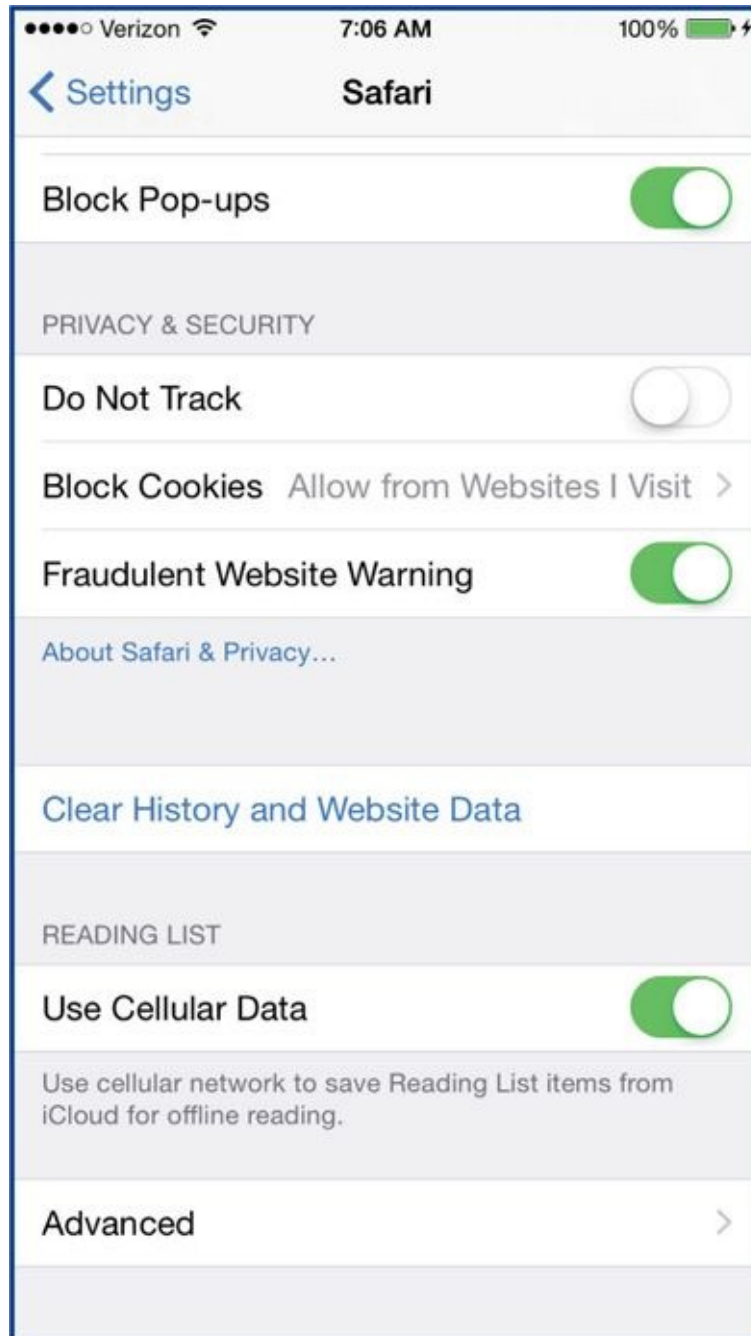 Verizon 7:06 AM 100%
Settings Safari
Block Pop-ups
PRIVACY & SECURITY
Do Not Track
Block Cookies Allow from Websites I Visit
Fraudulent Website Warning
About Safari & Privacy...
Clear History and Website Data
READING LIST
Use Cellular Data
Use cellular network to save Reading List items from
iCloud for offline reading.
Advanced